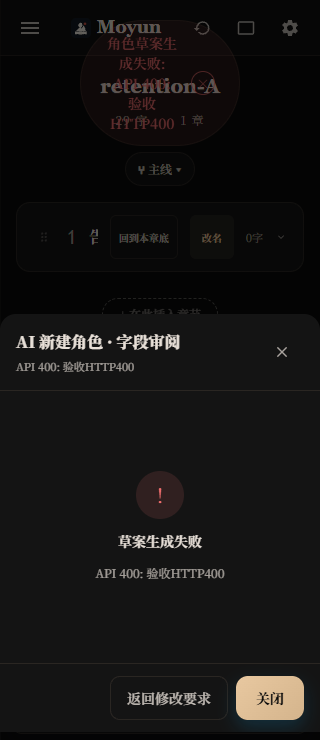 Moyun
角色草案生
成失败:
API 400:
验收
HTTP400
retention-A
1 章
主线
1
回到本章底
改名
0字
AI 新建角色 · 字段审阅
API 400: 验收HTTP400
!
草案生成失败
API 400: 验收HTTP400
返回修改要求
关闭